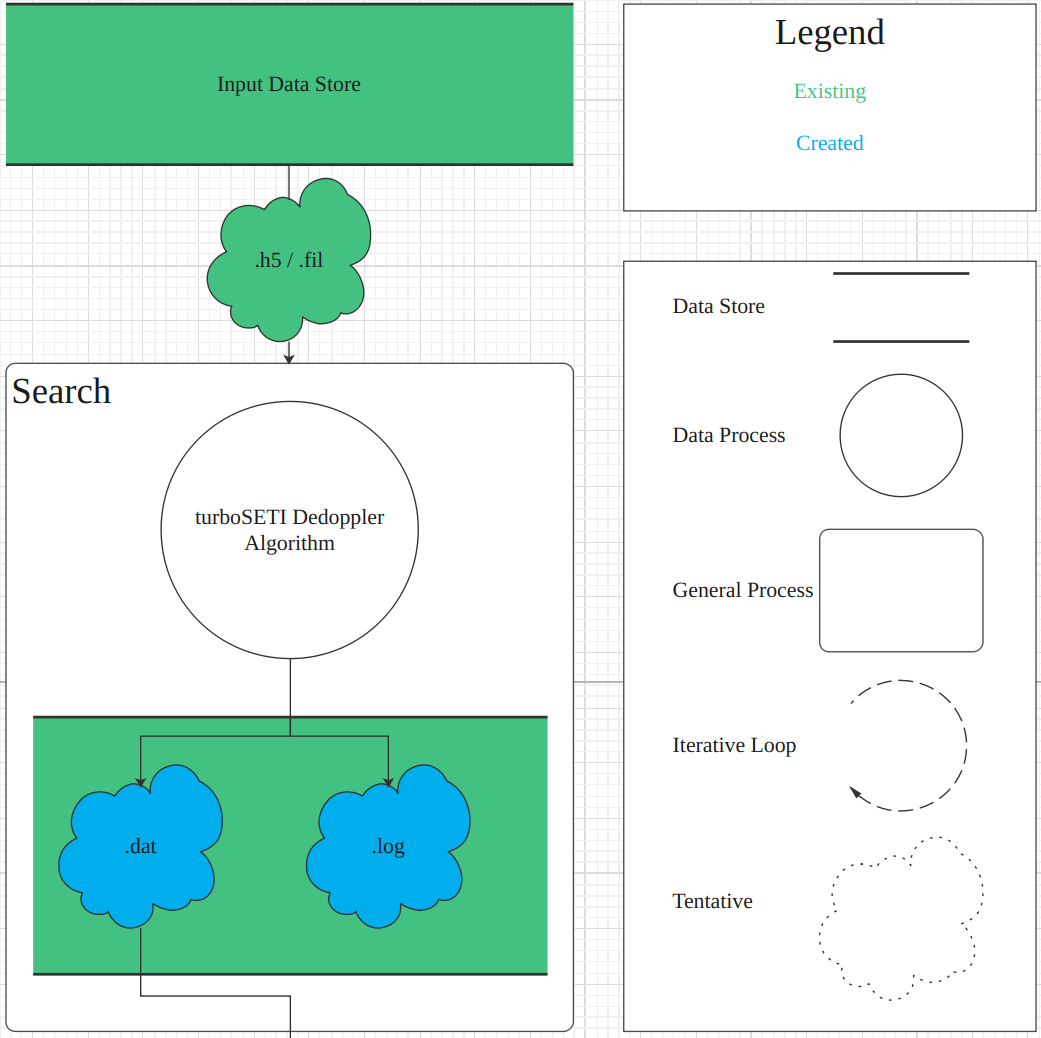 Input Data Store
.h5 / .fil
Search
turboSETI Dedoppler
Algorithm
.dat
.log
Legend
Existing
Created
Data Store
Data Process
General Process
Iterative Loop
Tentative